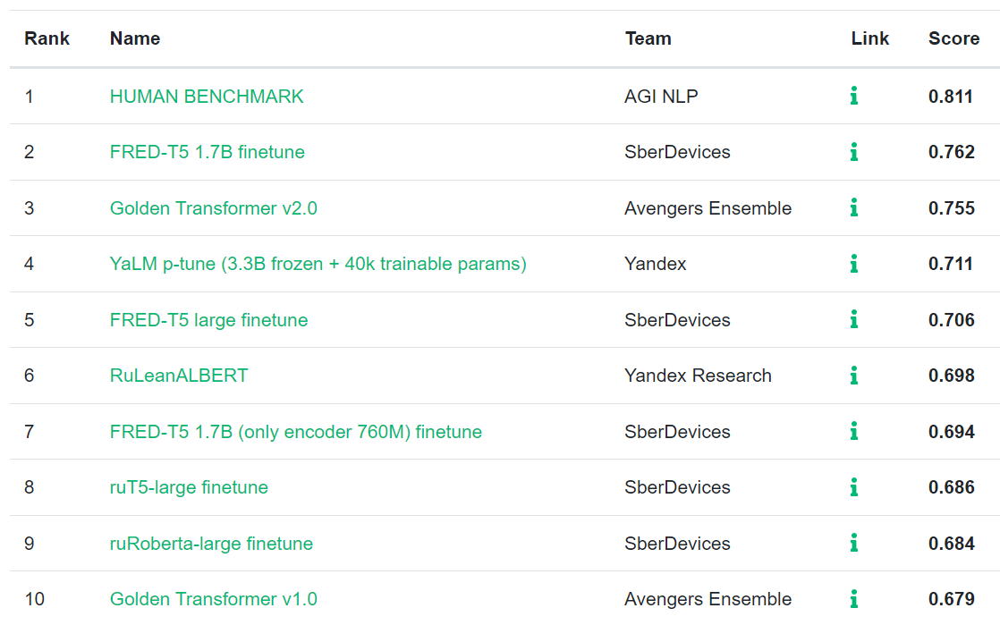 Rank Name Team Link Score
1 HUMAN BENCHMARK AGI NLP 0.811
2 FRED-T5 1.7B finetune SberDevices 0.762
3 Golden Transformer v2.0 Avengers Ensemble 0.755
4 YaLM p-tune (3.3B frozen + 40k trainable params) Yandex 0.711
5 FRED-T5 large finetune SberDevices 0.706
6 RuLeanALBERT Yandex Research 0.698
7 FRED-T5 1.7B (only encoder 760M) finetune SberDevices 0.694
8 ruT5-large finetune SberDevices 0.686
9 ruRoberta-large finetune SberDevices 0.684
10 Golden Transformer v1.0 Avengers Ensemble 0.679